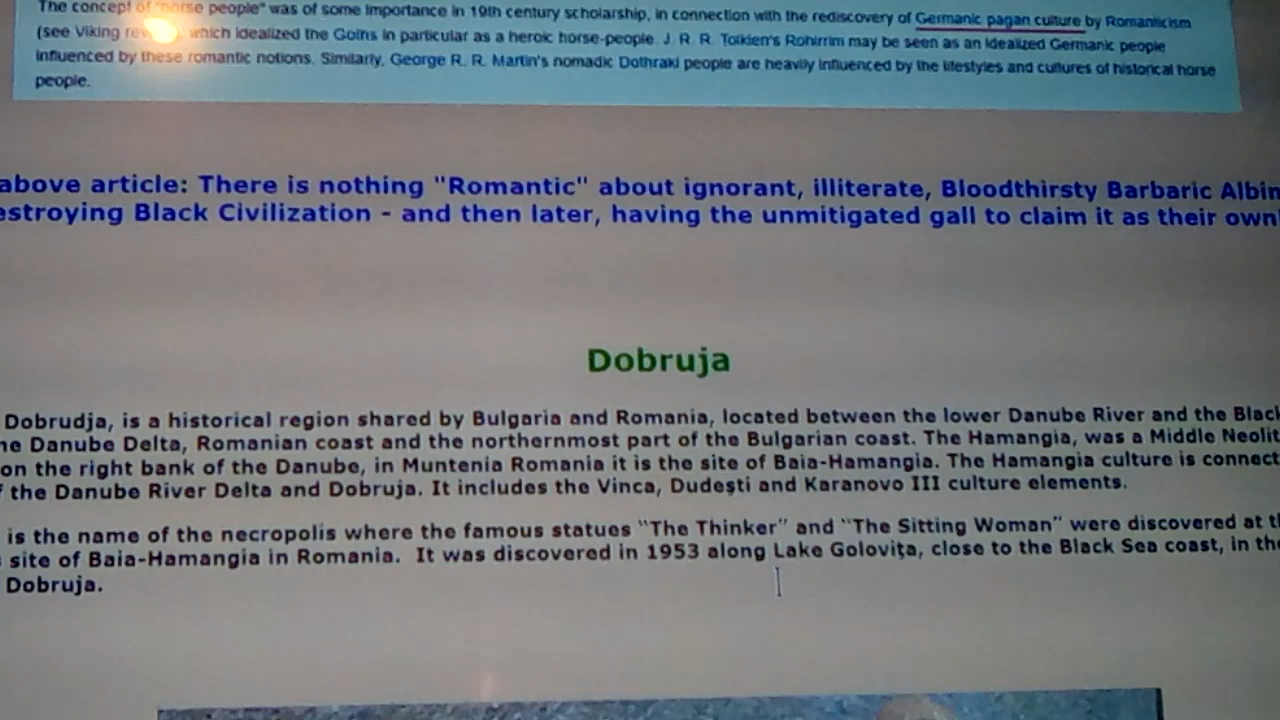 The concept of "horse people" was of some importance in 19th century scholarship, in connection with the rediscovery of Germanic pagan culture by Romanticism
(see Viking which idealized the Goths in particular as a heroic horse-people. J. R. R. Tolkien's Rohirrim may be seen as an idealized Germanic people
influenced by these romantic notions. Similarly, George R. R. Martin's nomadic Dothraki people are heavily influenced by the lifestyles and cultures of historical horse
people.
above article: There is nothing "Romantic" about ignorant, illiterate, Bloodthirsty Barbaric Albin
estroying Black Civilization - and then later, having the unmitigated gall to claim it as their own
Dobruja
Dobrudja, is a historical region shared by Bulgaria and Romania, located between the lower Danube River and the Black
he Danube Delta, Romanian coast and the northernmost part of the Bulgarian coast. The Hamangia, was a Middle Neolit
on the right bank of the Danube, in Muntenia Romania it is the site of Baia-Hamangia. The Hamangia culture is connect
f the Danube River Delta and Dobruja. It includes the Vinca, Dudeşti and Karanovo III culture elements.
is the name of the necropolis where the famous statues “The Thinker” and “The Sitting Woman” were discovered at t
site of Baia-Hamangia in Romania. It was discovered in 1953 along Lake Goloviţa, close to the Black Sea coast, in the
Dobruja.